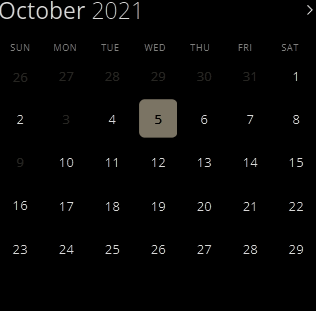 October 2021
SUN MON TUE WED THU FRI SAT
26 27 28 29 30 31 1
2 3 4 5 6 7 8
9 10 11 12 13 14 15
16 17 18 19 20 21 22
23 24 25 26 27 28 29